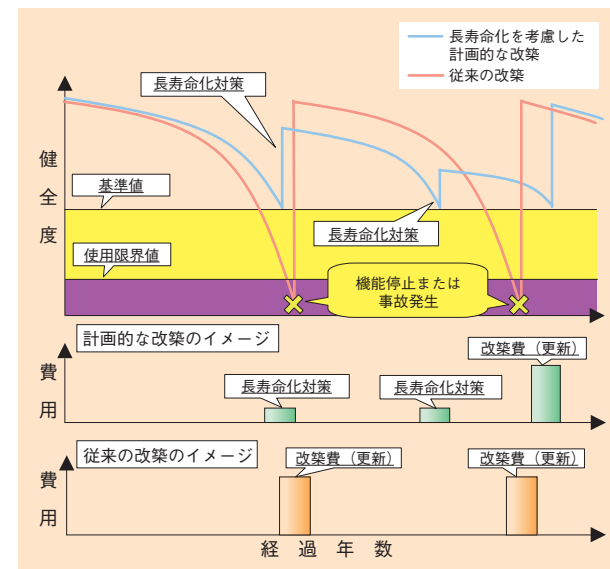 長寿命化を考慮した
計画的な改築
従来の改築
長寿命化対策
健全度
基準値
長寿命化対策
使用限界値
機能停止または
事故発生
計画的な改築のイメージ
改築費（更新）
費用
長寿命化対策
長寿命化対策
従来の改築のイメージ
改築費（更新）
改築費（更新）
費用
経過年数